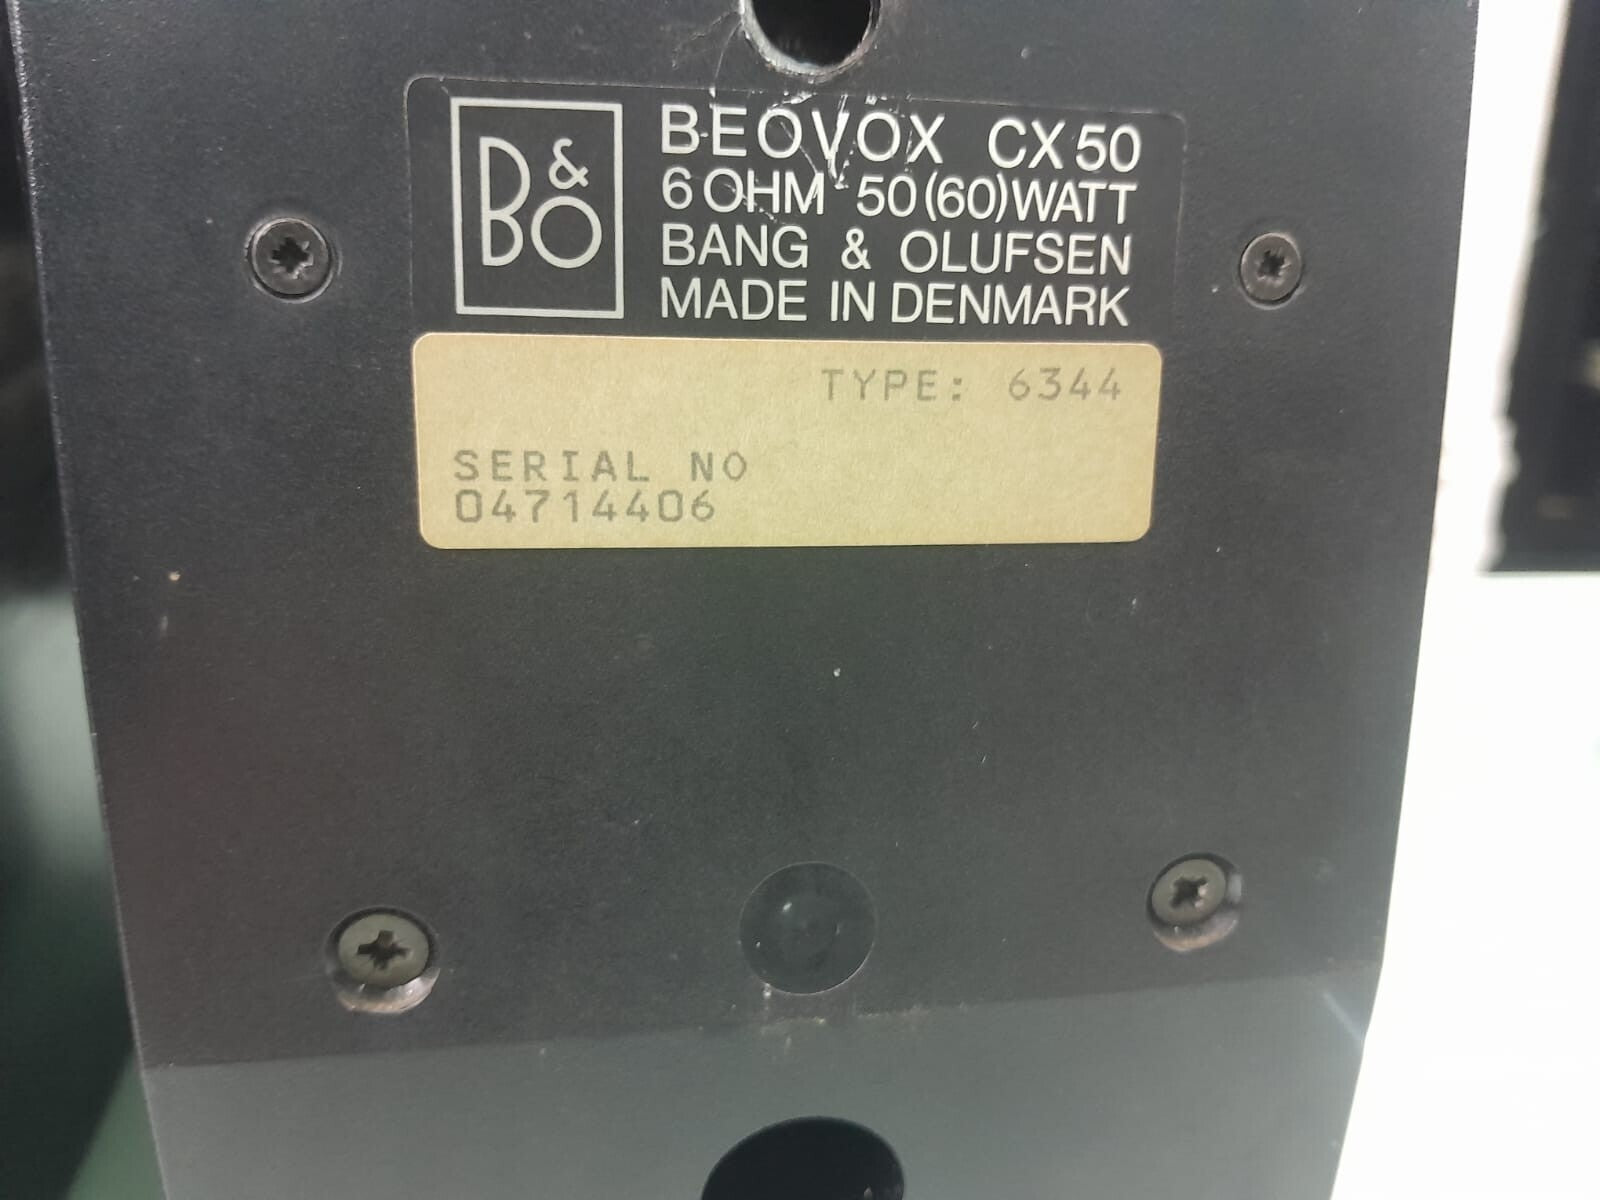 B&O
BEOVOX CX50
6 OHM 50(60)WATT
BANG & OLUFSEN
MADE IN DENMARK
TYPE: 6344
SERIAL NO
04714406